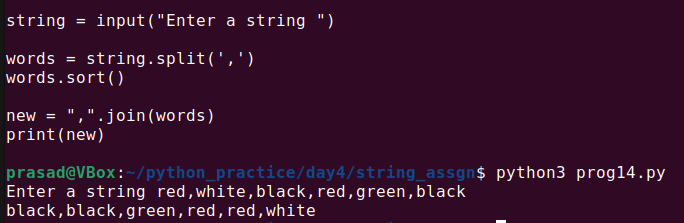 string = input("Enter a string ")
words = string.split(',')
words.sort()
new = ",".join(words)
print(new)
prasad@VBox:~/python_practice/day4/string_assgn$ python3 prog14.py
Enter a string red,white,black,red,green,black
black,black,green,red,red,white